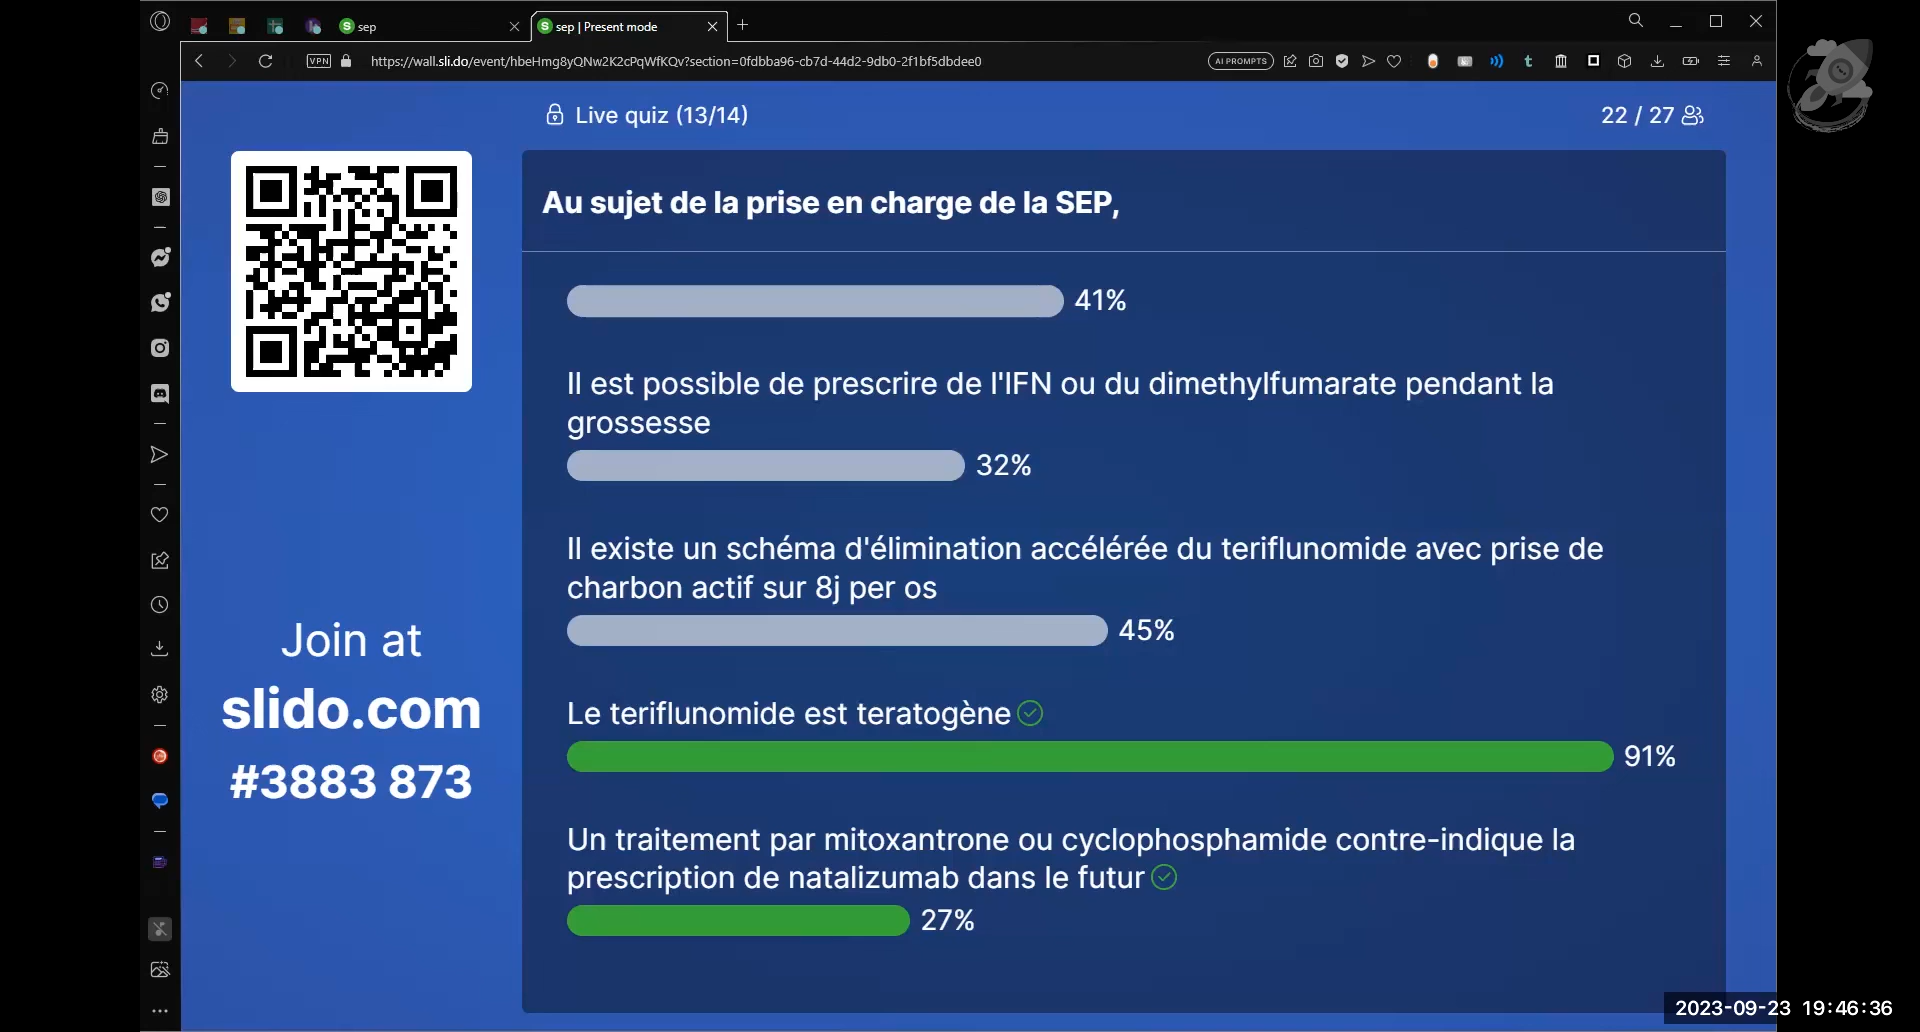 sep
sep | Present mode
VPN
https://wall.sli.do/event/hbeHmg8yQNw2K2cPqWfKQv?section=0fdbba96-cb7d-44d2-9db0-2f1bf5dbdee0
AI PROMPTS
Live quiz (13/14)
22 / 27
Au sujet de la prise en charge de la SEP,
41%
Il est possible de prescrire de l'IFN ou du dimethylfumarate pendant la
grossesse
32%
Il existe un schéma d'élimination accélérée du teriflunomide avec prise de
charbon actif sur 8j per os
45%
Le teriflunomide est teratogène
91%
Un traitement par mitoxantrone ou cyclophosphamide contre-indique la
prescription de natalizumab dans le futur
27%
Join at
slido.com
#3883 873
2023-09-23 19:46:36